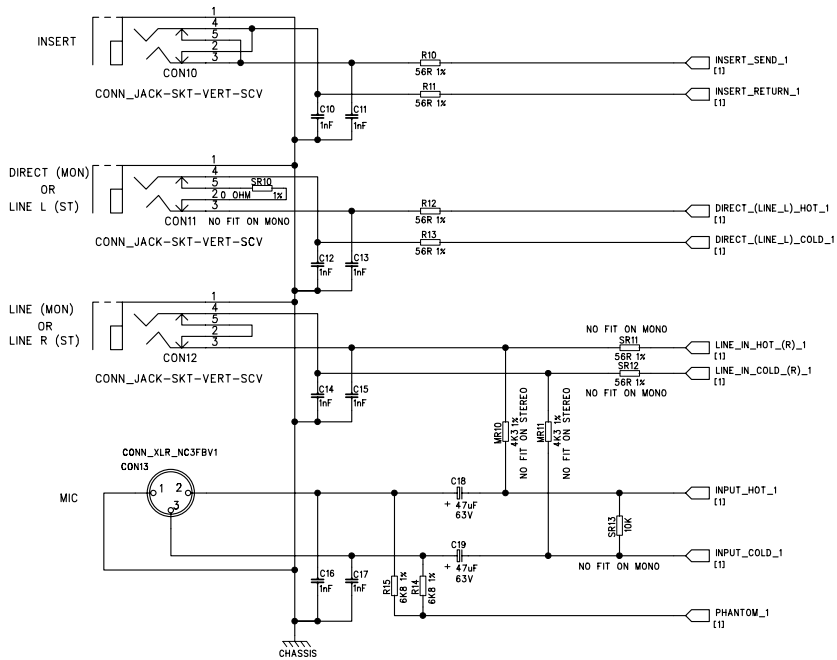 INSERT
1
4
5
2
3
CON10
CONN_JACK-SKT-VERT-SCV
C10
1nF
C11
1nF
R10
56R 1%
R11
56R 1%
INSERT_SEND_1
[1]
INSERT_RETURN_1
[1]
DIRECT (MON)
OR
LINE L (ST)
1
4
5
2
3
SR10
0 OHM 1%
CON11
NO FIT ON MONO
CONN_JACK-SKT-VERT-SCV
C12
1nF
C13
1nF
R12
56R 1%
R13
56R 1%
DIRECT_(LINE_L)_HOT_1
[1]
DIRECT_(LINE_L)_COLD_1
[1]
LINE (MON)
OR
LINE R (ST)
1
4
5
2
3
CON12
CONN_JACK-SKT-VERT-SCV
C14
1nF
C15
1nF
NO FIT ON MONO
SR11
56R 1%
SR12
56R 1%
NO FIT ON MONO
LINE_IN_HOT_(R)_1
[1]
LINE_IN_COLD_(R)_1
[1]
MR10
4K3 1%
NO FIT ON STEREO
MR11
4K3 1%
NO FIT ON STEREO
CONN_XLR_NC3FBV1
CON13
MIC
1
2
3
C16
1nF
C17
1nF
R15
6K8 1%
R14
6K8 1%
C18
+ 47uF
63V
C19
+ 47uF
63V
SR13
10K
NO FIT ON MONO
INPUT_HOT_1
[1]
INPUT_COLD_1
[1]
PHANTOM_1
[1]
CHASSIS